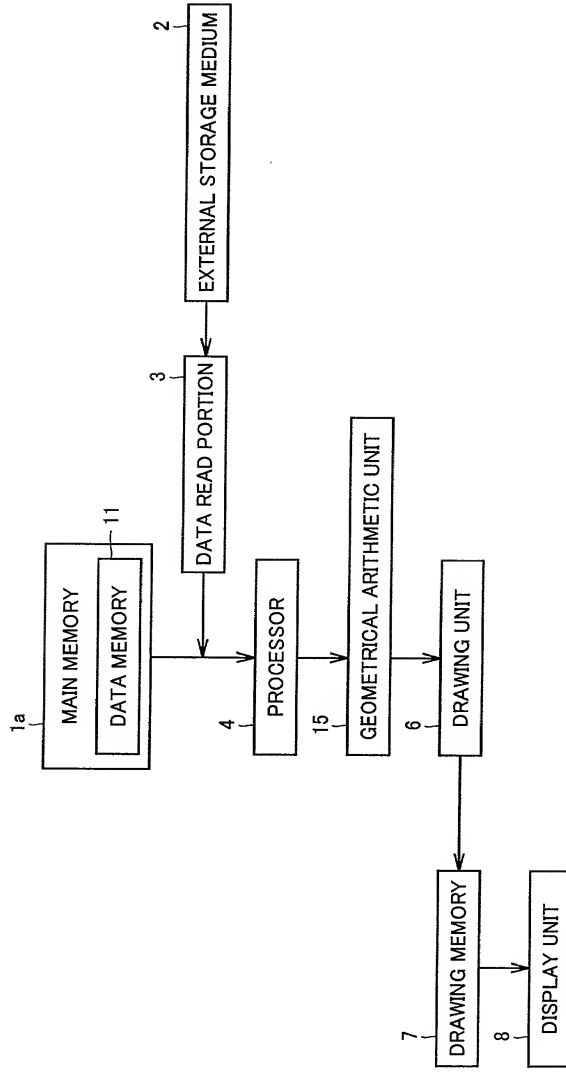 1a
MAIN MEMORY
11
DATA MEMORY
3
DATA READ PORTION
2
EXTERNAL STORAGE MEDIUM
4
PROCESSOR
15
GEOMETRICAL ARITHMETIC UNIT
6
DRAWING UNIT
7
DRAWING MEMORY
8
DISPLAY UNIT